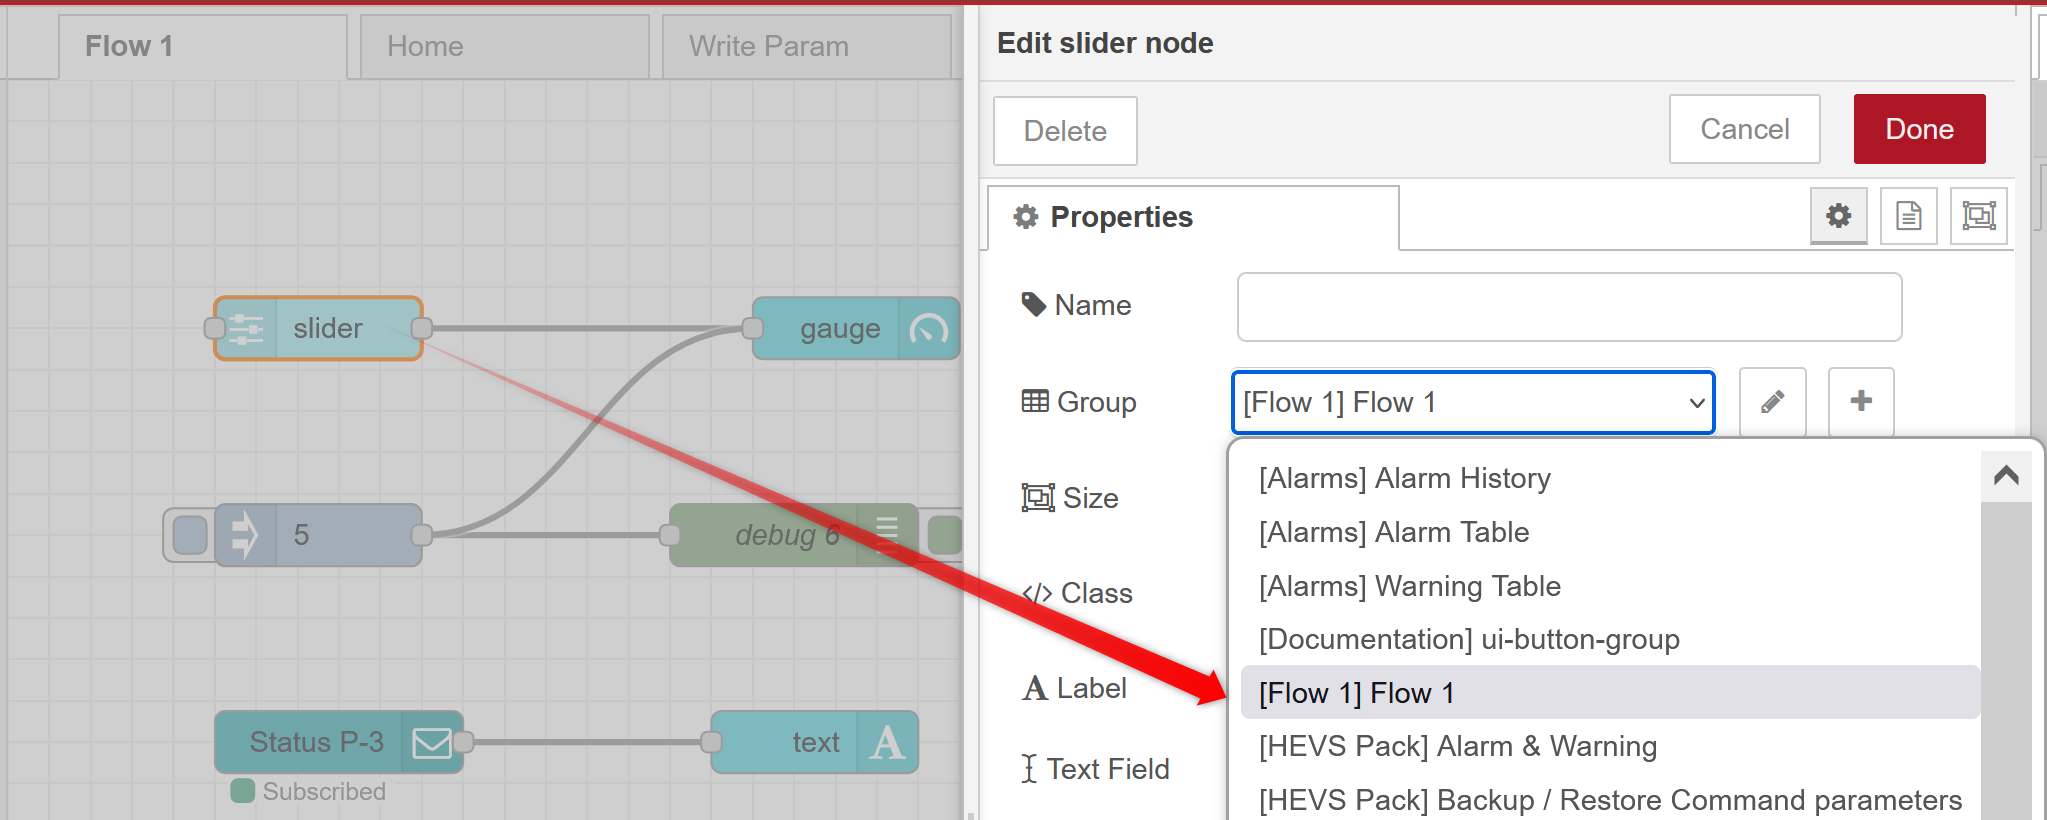 Flow 1
Home
Write Param
Edit slider node
Delete
Cancel
Done
Properties
slider
gauge
5
debug 6
Status P-3
text
Subscribed
Name
Group
[Flow 1] Flow 1
Size
Class
Label
Text Field
[Alarms] Alarm History
[Alarms] Alarm Table
[Alarms] Warning Table
[Documentation] ui-button-group
[Flow 1] Flow 1
[HEVS Pack] Alarm & Warning
[HEVS Pack] Backup / Restore Command parameters